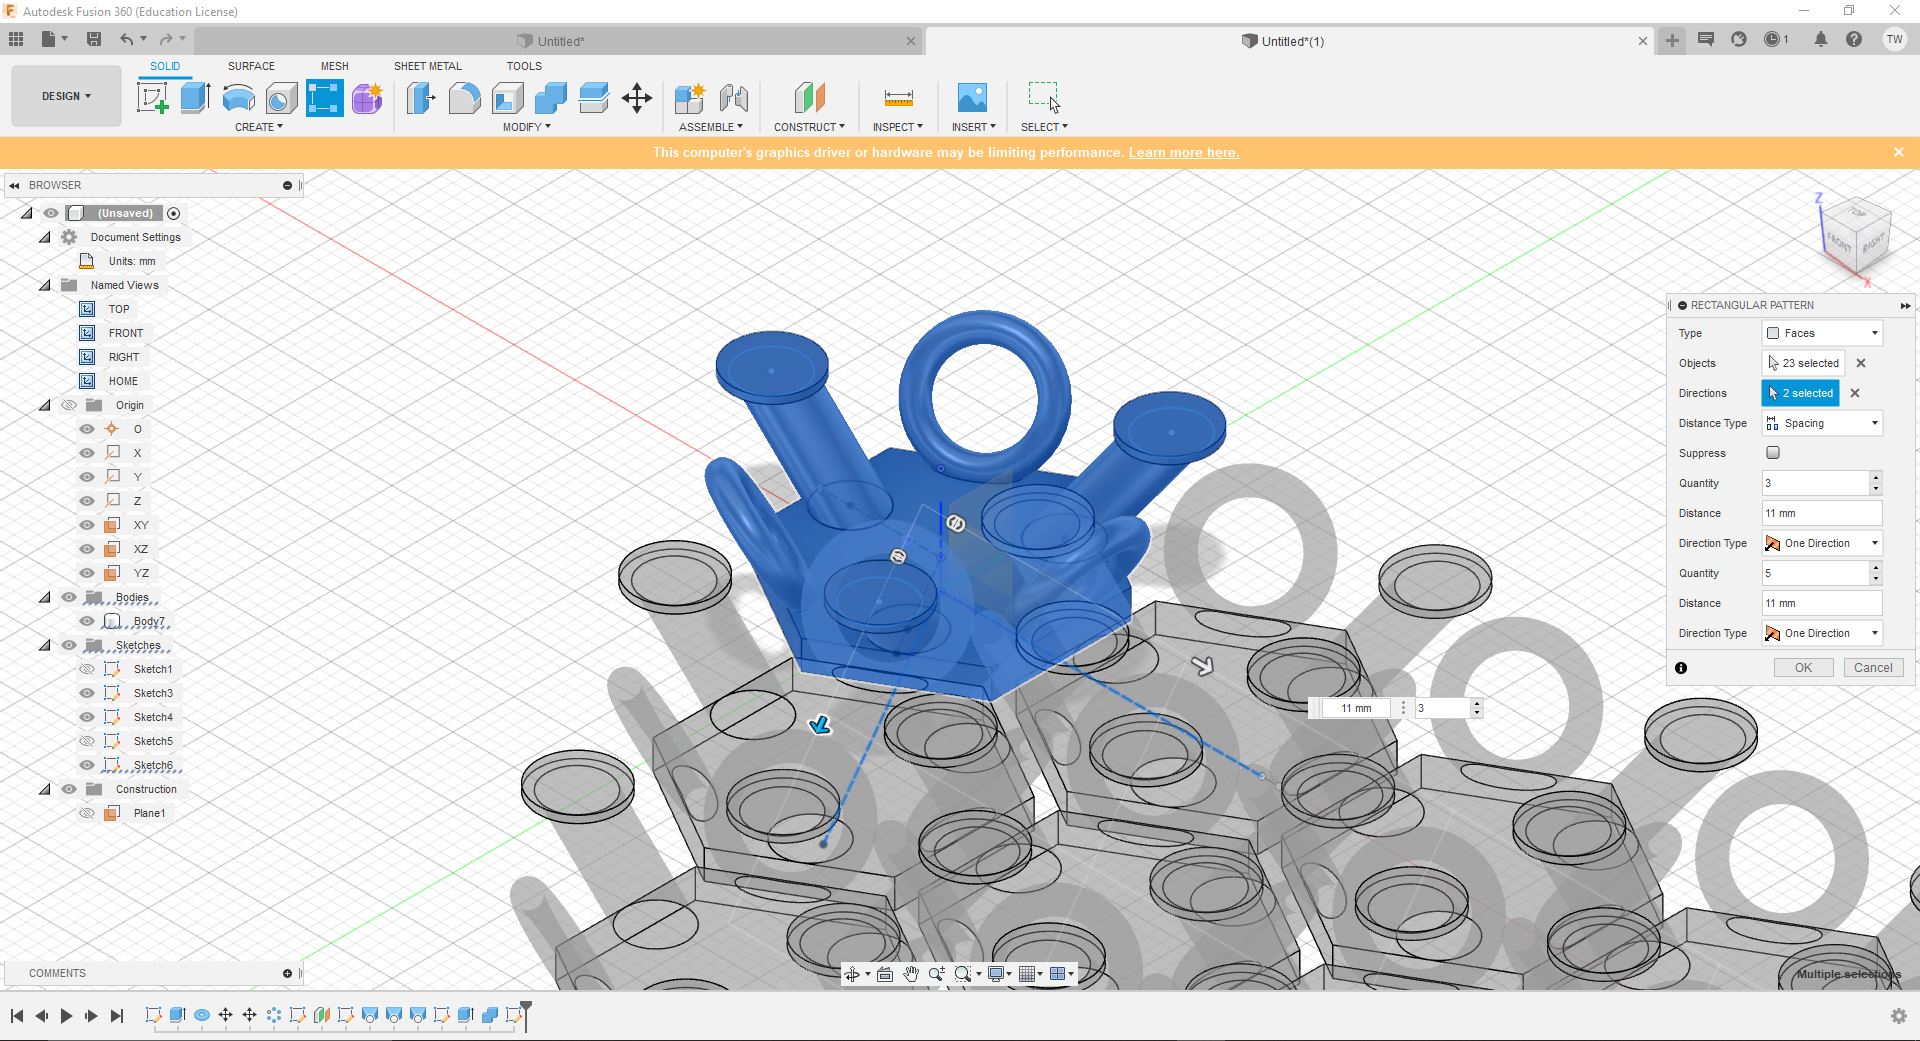 Autodesk Fusion 360 (Education License)
Untitled*
Untitled*(1)
1
TW
DESIGN
SOLID
SURFACE
MESH
SHEET METAL
TOOLS
CREATE
MODIFY
ASSEMBLE
CONSTRUCT
INSPECT
INSERT
SELECT
This computer's graphics driver or hardware may be limiting performance. Learn more here.
BROWSER
(Unsaved)
Document Settings
Units: mm
Named Views
TOP
FRONT
RIGHT
HOME
Origin
O
X
Y
Z
XY
XZ
YZ
Bodies
Body7
Sketches
Sketch1
Sketch3
Sketch4
Sketch5
Sketch6
Construction
Plane1
Z
TOP
FRONT
RIGHT
X
RECTANGULAR PATTERN
Type Faces
Objects 23 selected
Directions 2 selected
Distance Type Spacing
Suppress
Quantity 3
Distance 11 mm
Direction Type One Direction
Quantity 5
Distance 11 mm
Direction Type One Direction
OK Cancel
11 mm 3
Multiple selections
COMMENTS